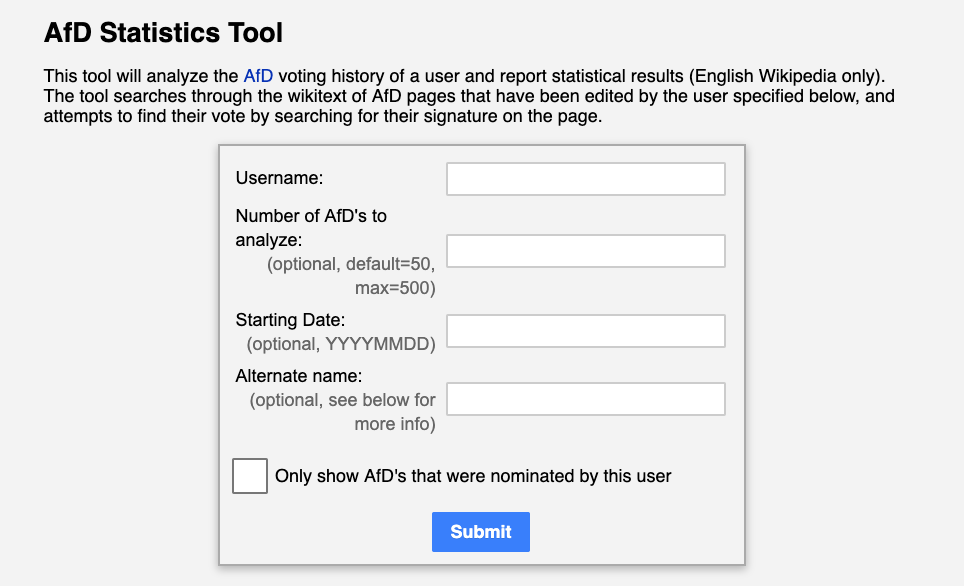 AfD Statistics Tool
This tool will analyze the AfD voting history of a user and report statistical results (English Wikipedia only).
The tool searches through the wikitext of AfD pages that have been edited by the user specified below, and
attempts to find their vote by searching for their signature on the page.
Username:
Number of AfD's to
analyze:
(optional, default=50,
max=500)
Starting Date:
(optional, YYYYMMDD)
Alternate name:
(optional, see below for
more info)
Only show AfD's that were nominated by this user
Submit